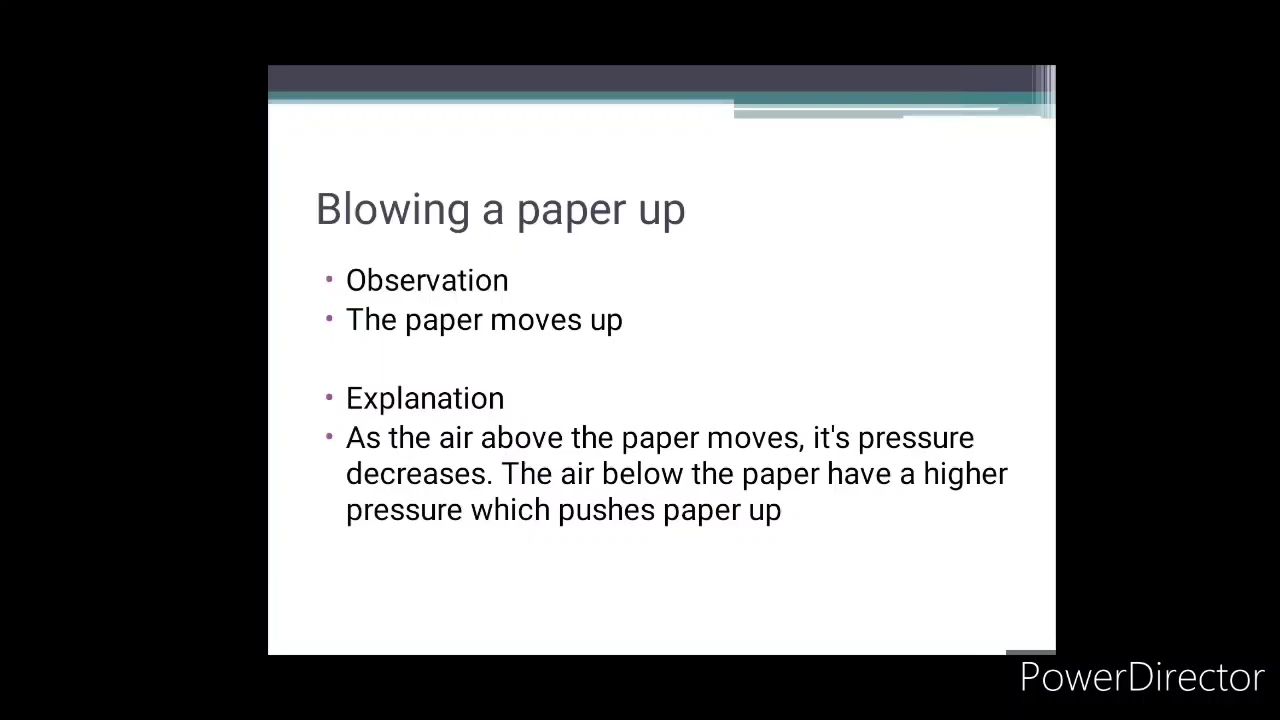 Blowing a paper up
• Observation
• The paper moves up
• Explanation
• As the air above the paper moves, it's pressure
decreases. The air below the paper have a higher
pressure which pushes paper up
PowerDirector